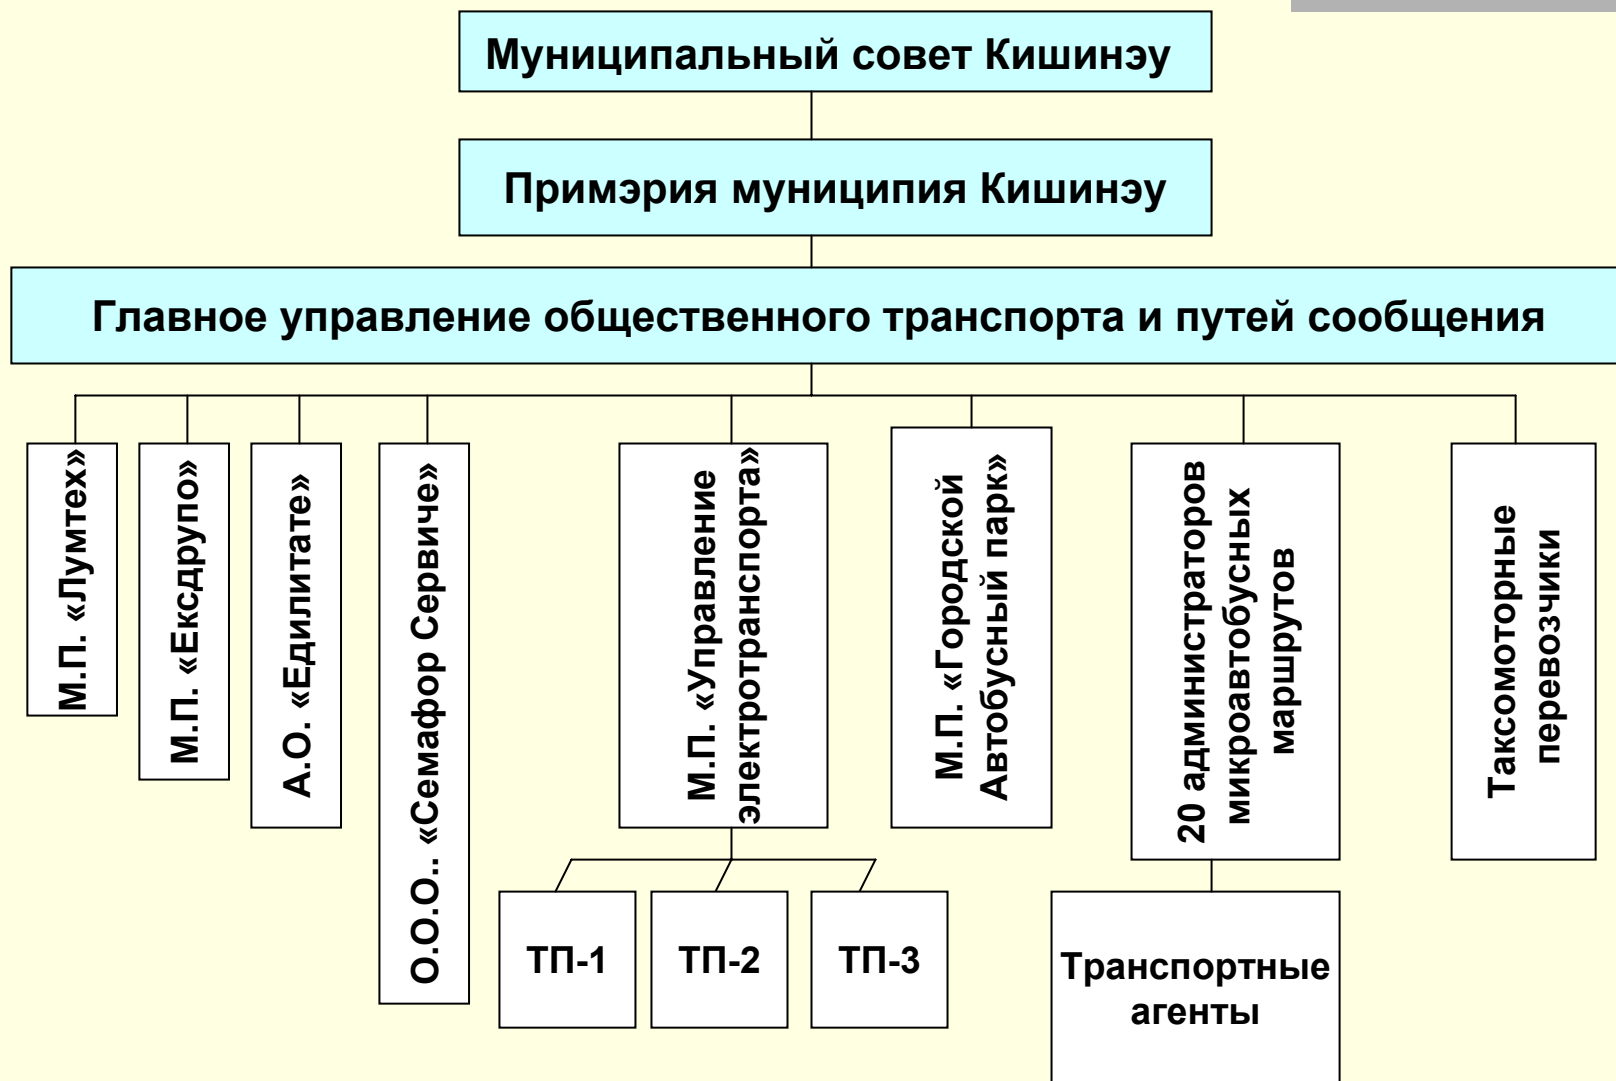 Муниципальный совет Кишинэу
Примэрия муниципия Кишинэу
Главное управление общественного транспорта и путей сообщения
М.П. «Лумтех»
М.П. «Ексдрупо»
А.О. «Едилитате»
О.О.О.. «Семафор Сервиче»
М.П. «Управление
электротранспорта»
М.П. «Городской
Автобусный парк»
20 администраторов
микроавтобусных
маршрутов
Таксомоторные
перевозчики
ТП-1
ТП-2
ТП-3
Транспортные
агенты